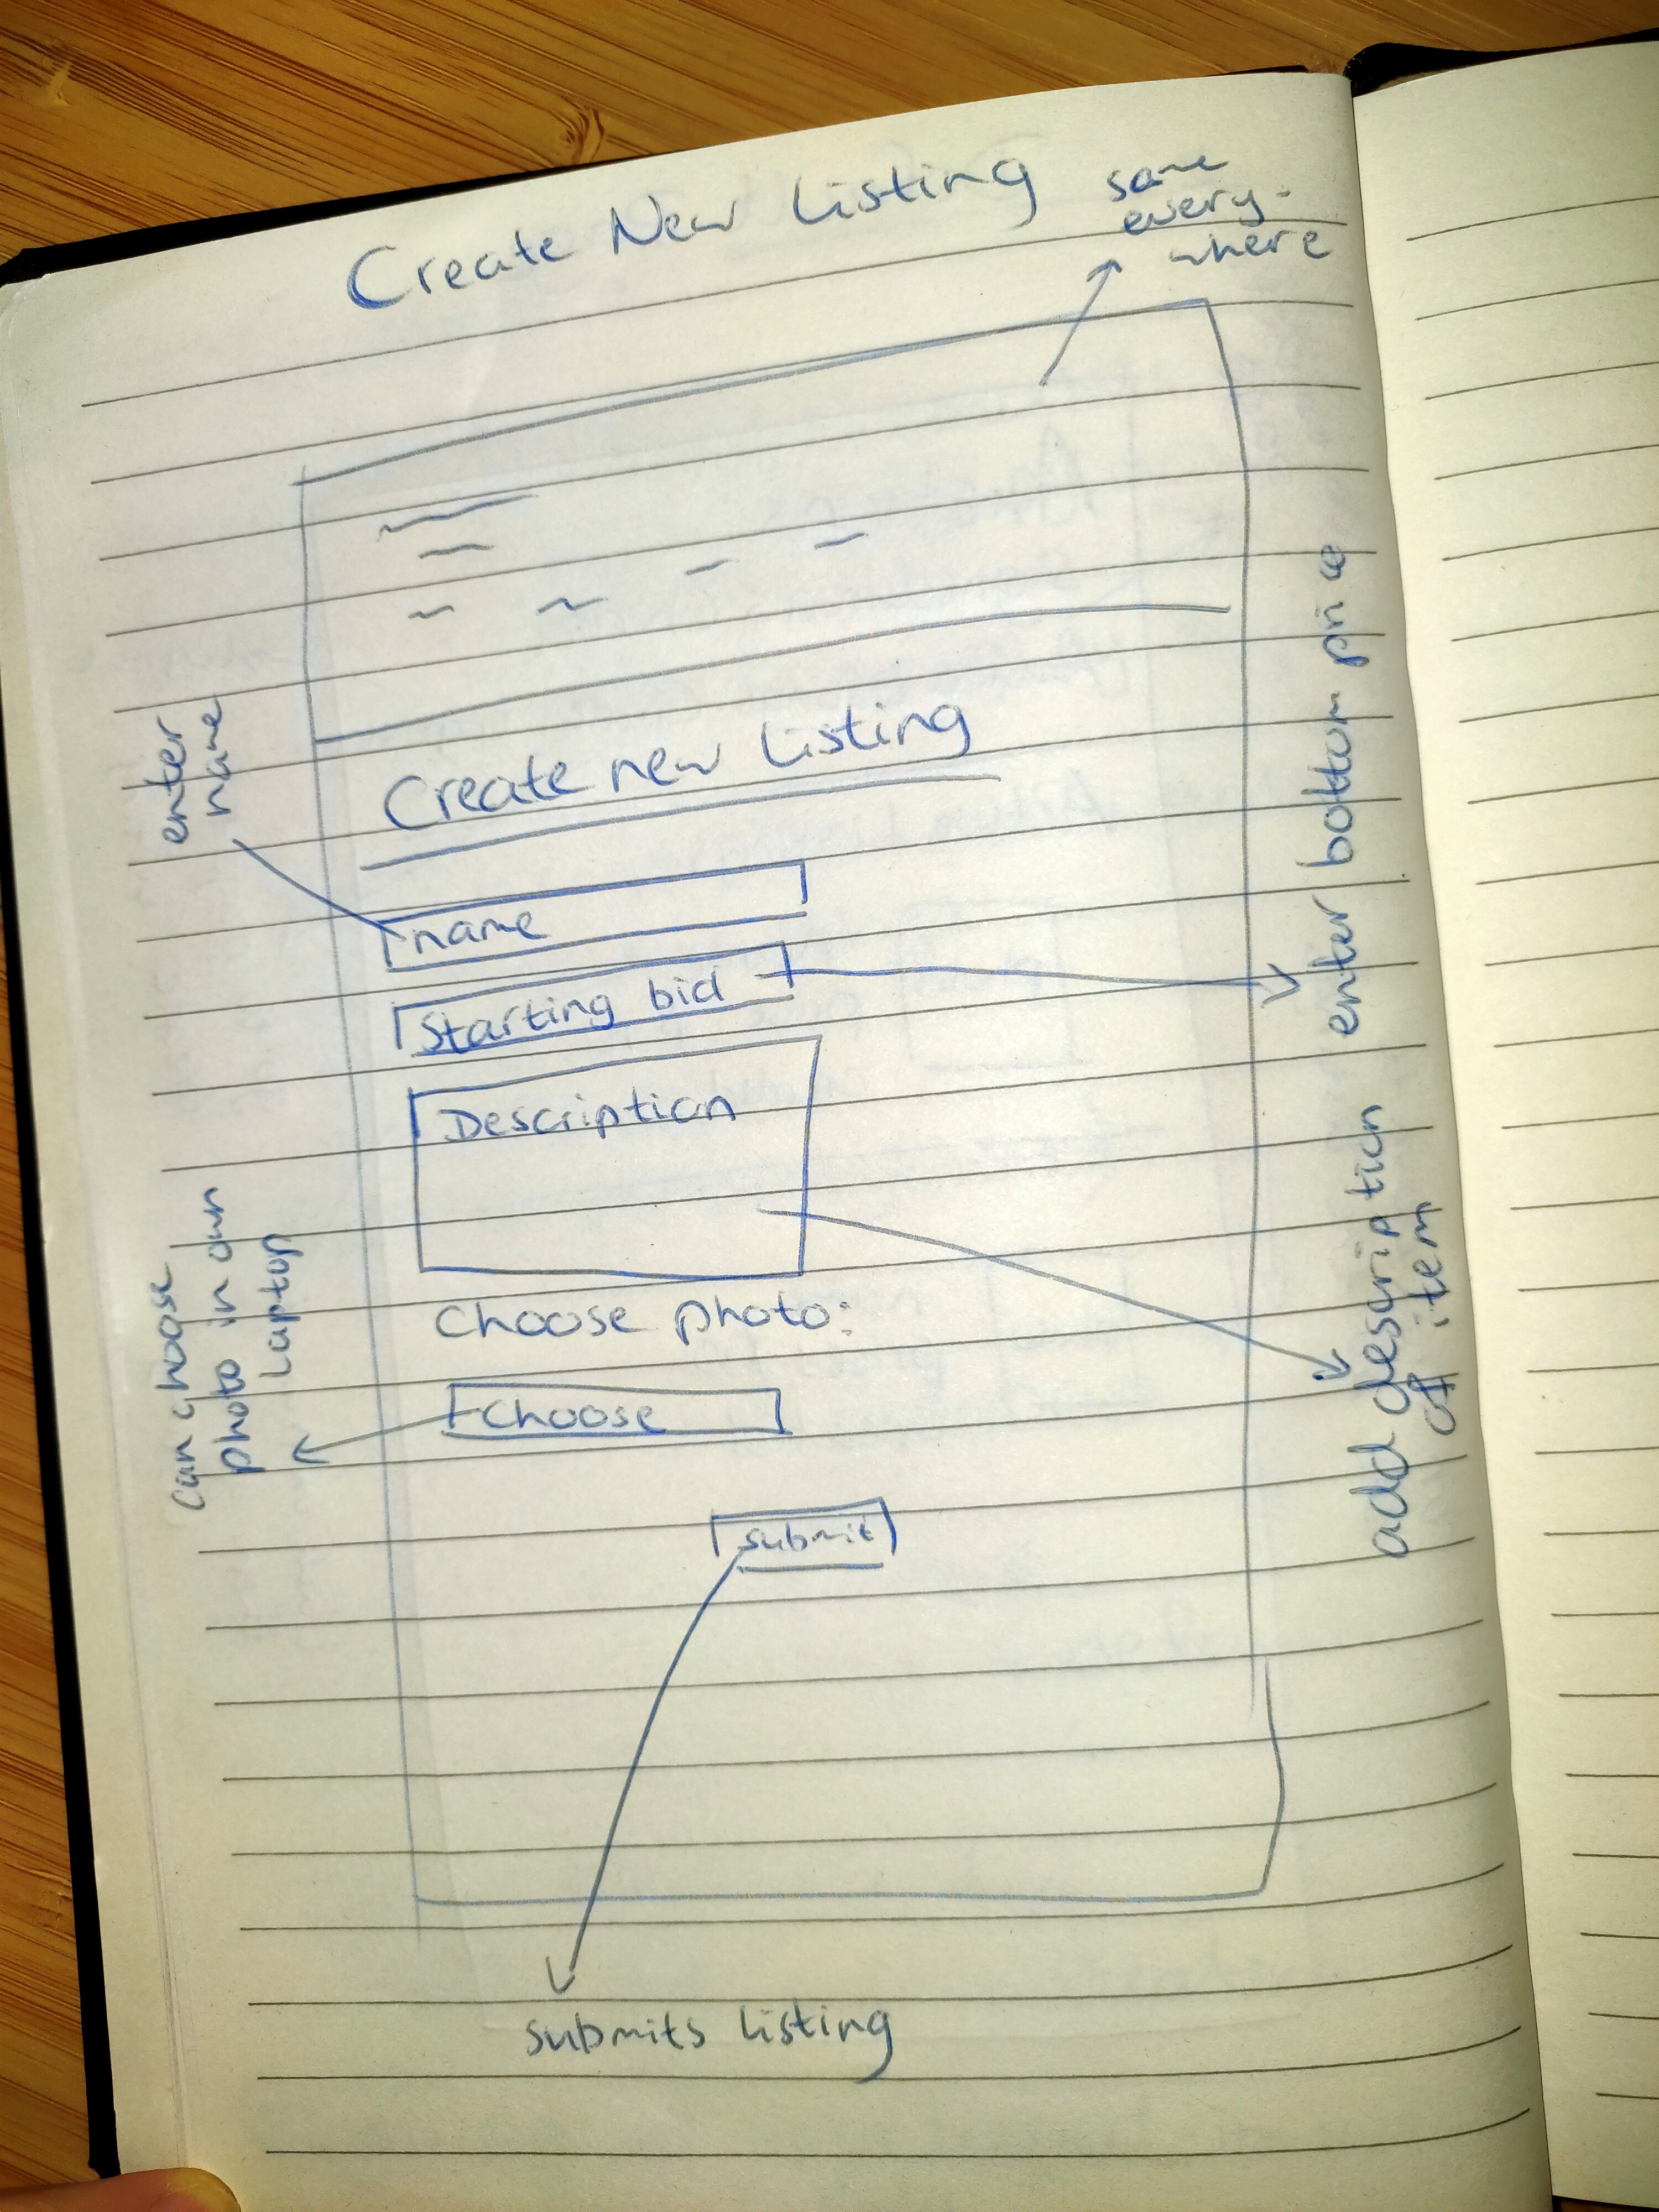 Create New Listing
same
every-
where
enter
name
Create new Listing
name
Starting bid
enter bottom price
Description
add description
of item
Choose photo:
Choose
can choose
photo in own
laptop
submit
submits listing